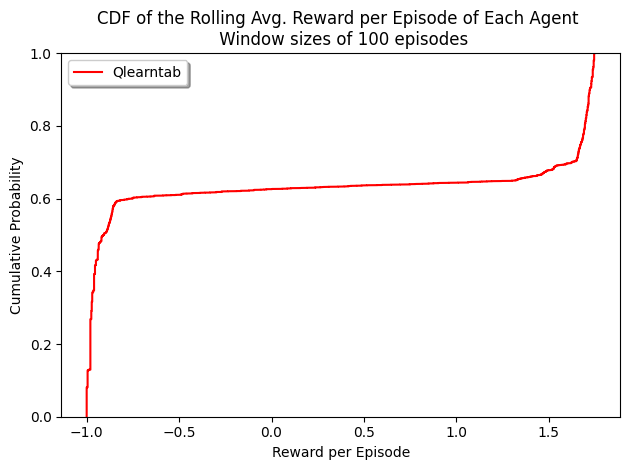 CDF of the Rolling Avg. Reward per Episode of Each Agent
Window sizes of 100 episodes
Qlearntab
Cumulative Probability
1.0
0.8
0.6
0.4
0.2
0.0
−1.0
−0.5
0.0
0.5
1.0
1.5
Reward per Episode